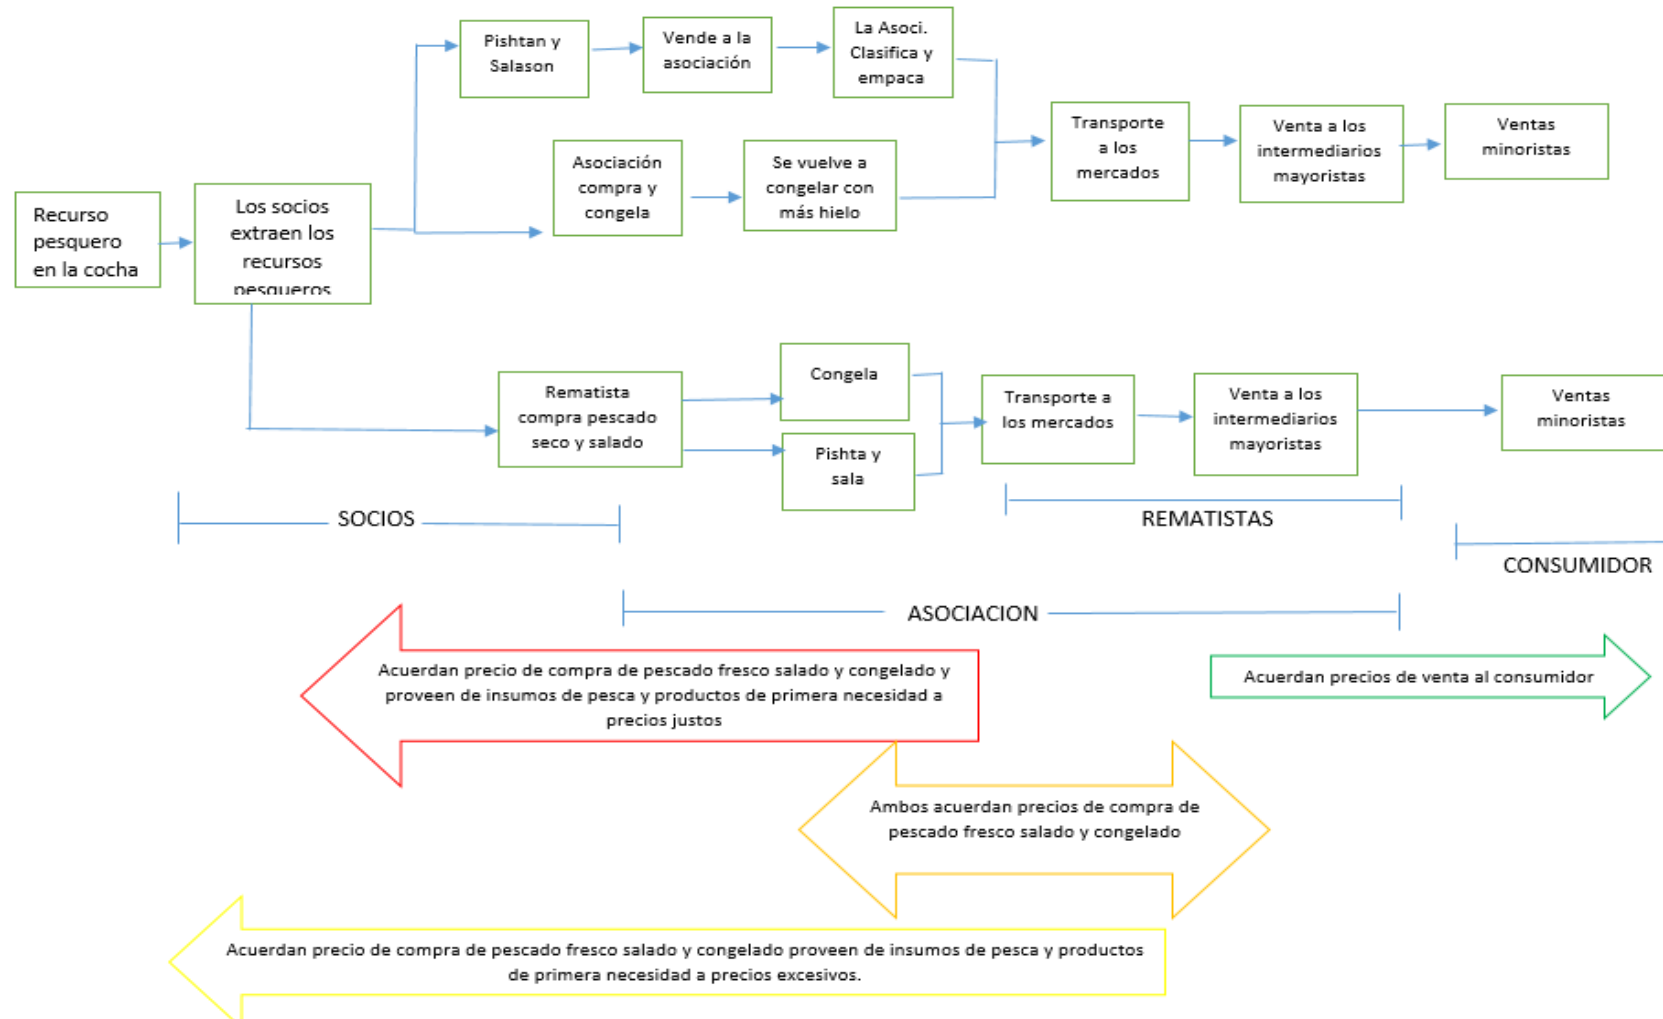 Pishtan y
Salason
Vende a la
asociación
La Asoci.
Clasifica y
empaca
Asociación
compra y
congela
Se vuelve a
congelar con
más hielo
Transporte
a los
mercados
Venta a los
intermediarios
mayoristas
Ventas
minoristas
Recurso
pesquero
en la cocha
Los socios
extraen los
recursos
pesqueros
Rematista
compra pescado
seco y salado
Congela
Pishta y
sala
Transporte a
los mercados
Venta a los
intermediarios
mayoristas
Ventas
minoristas
SOCIOS
REMATISTAS
CONSUMIDOR
ASOCIACION
Acuerdan precio de compra de pescado fresco salado y congelado y
proveen de insumos de pesca y productos de primera necesidad a
precios justos
Acuerdan precios de venta al consumidor
Ambos acuerdan precios de compra de
pescado fresco salado y congelado
Acuerdan precio de compra de pescado fresco salado y congelado proveen de insumos de pesca y productos
de primera necesidad a precios excesivos.